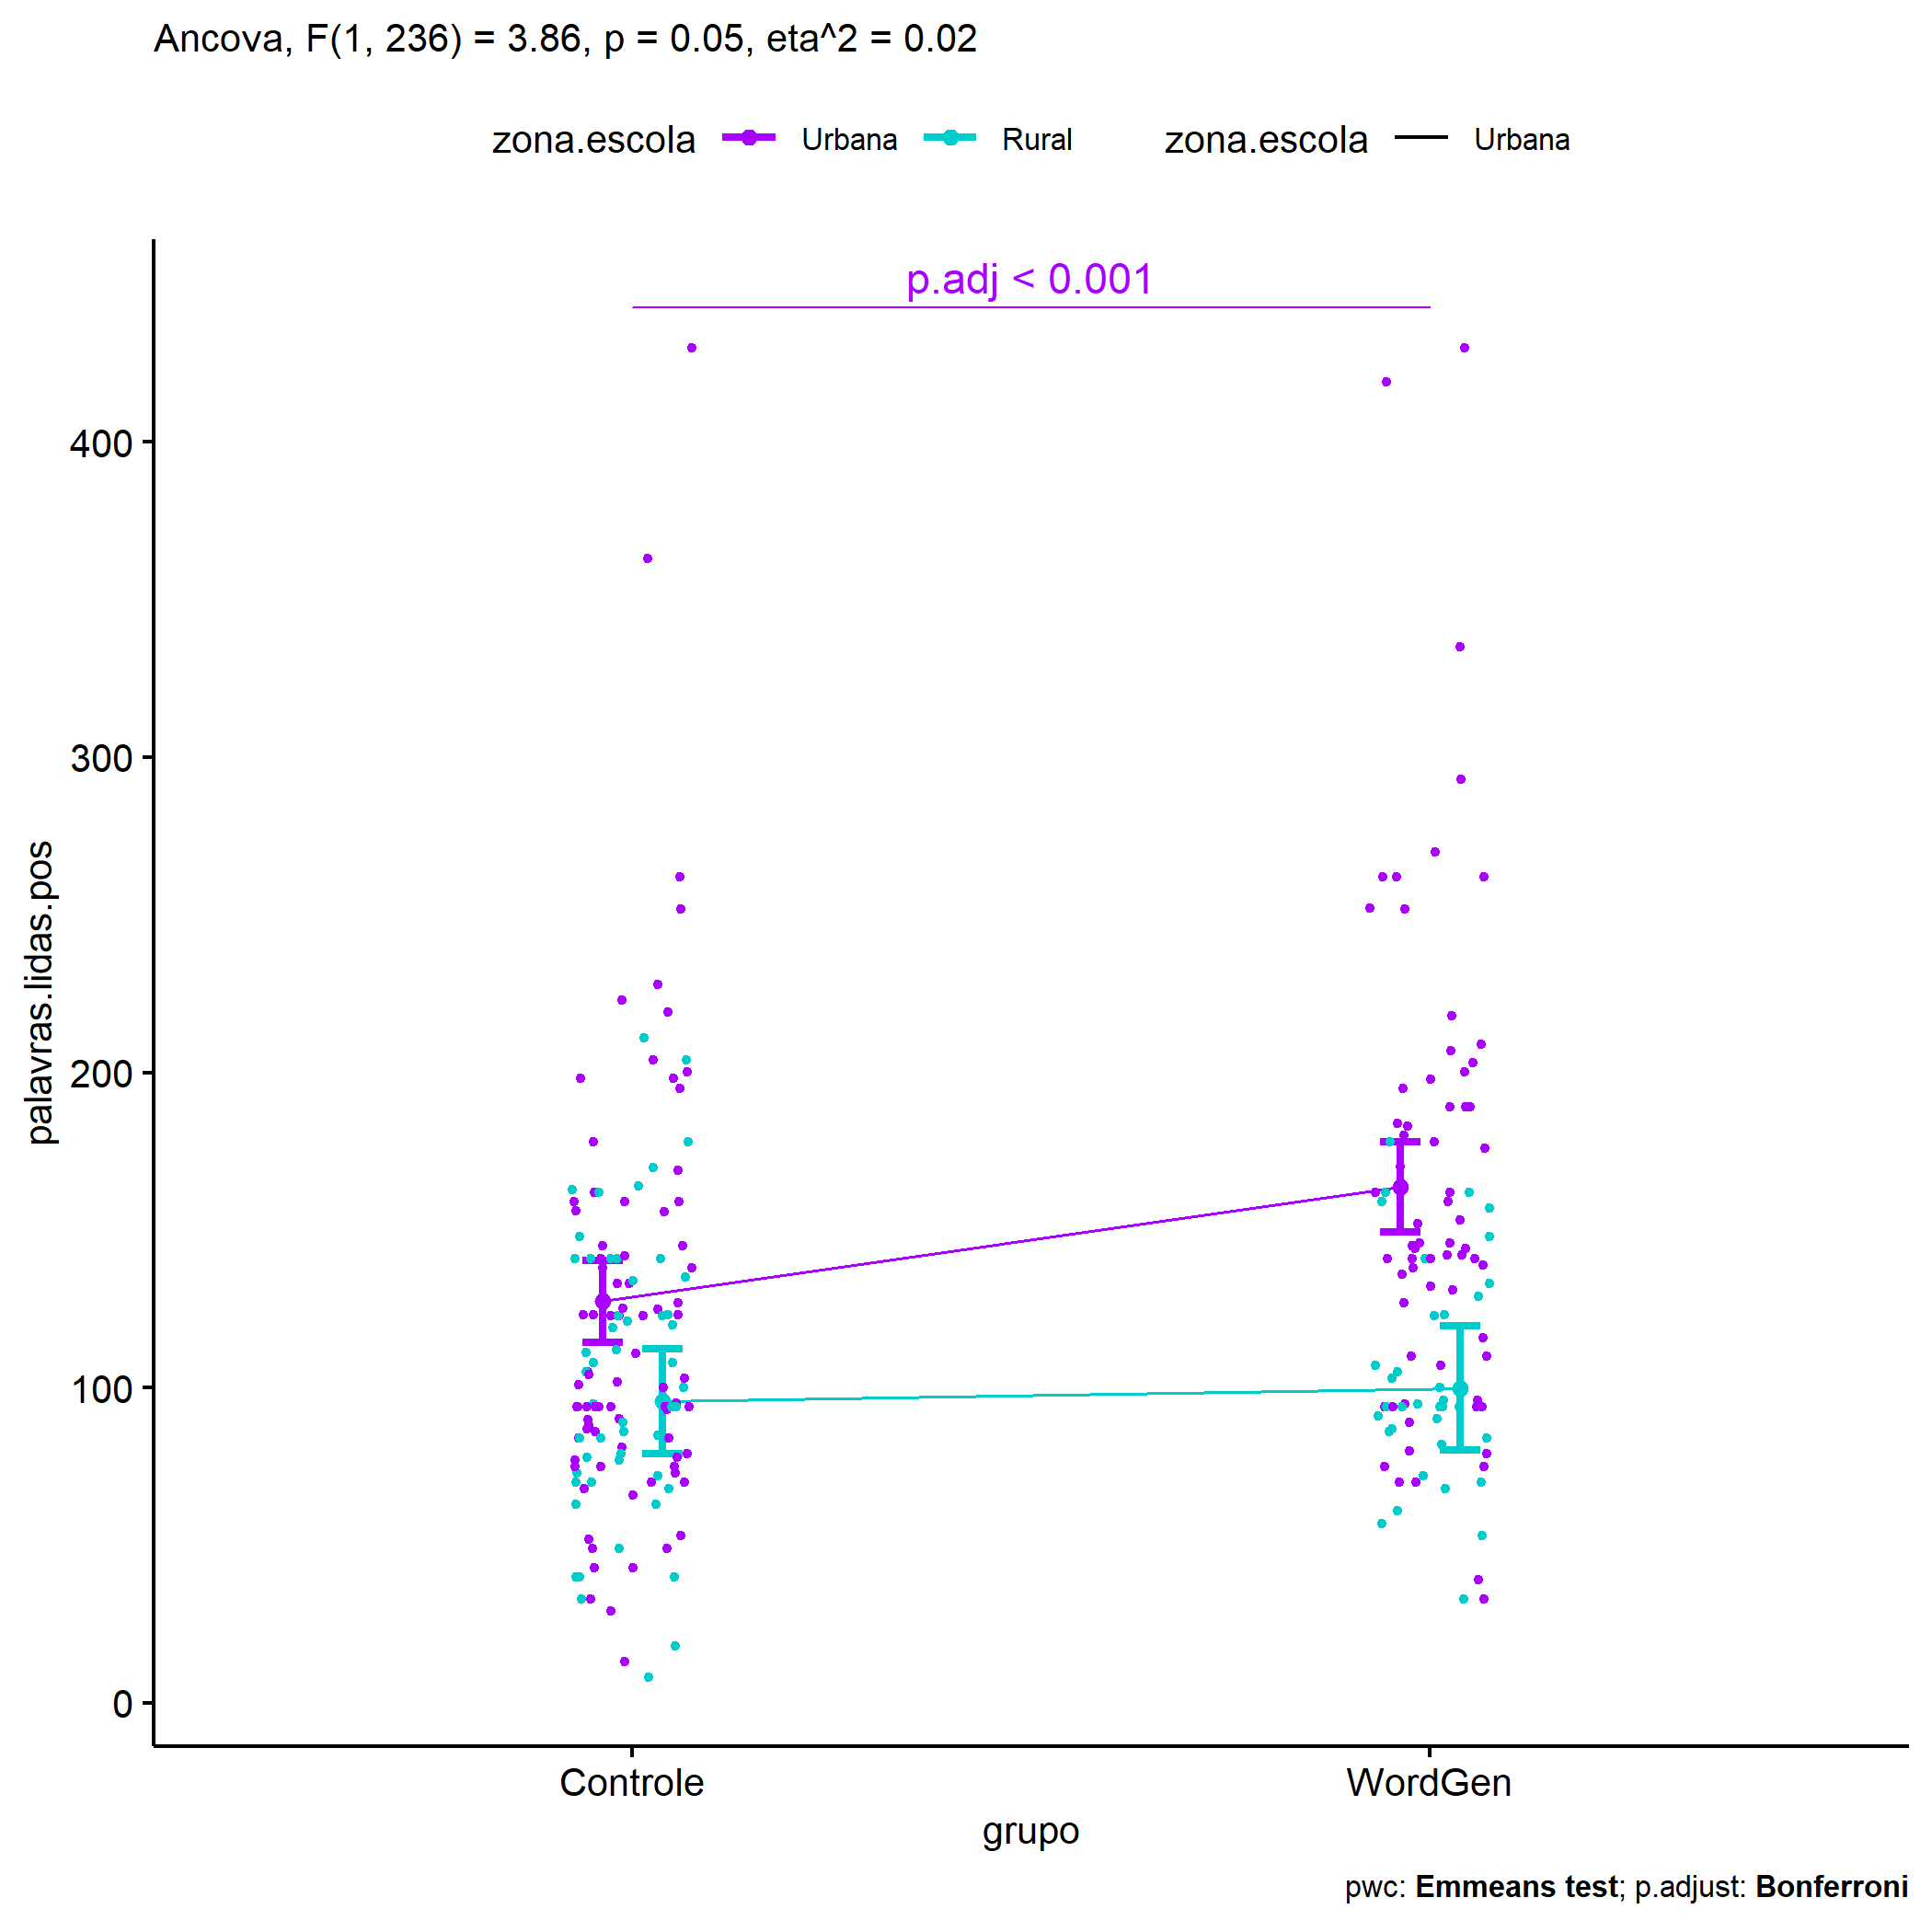 Ancova, F(1, 236) = 3.86, p = 0.05, eta^2 = 0.02
zona.escola Urbana Rural zona.escola Urbana
p.adj < 0.001
400
300
200
100
0
palavras.lidas.pos
Controle WordGen
grupo
pwc: Emmeans test; p.adjust: Bonferroni